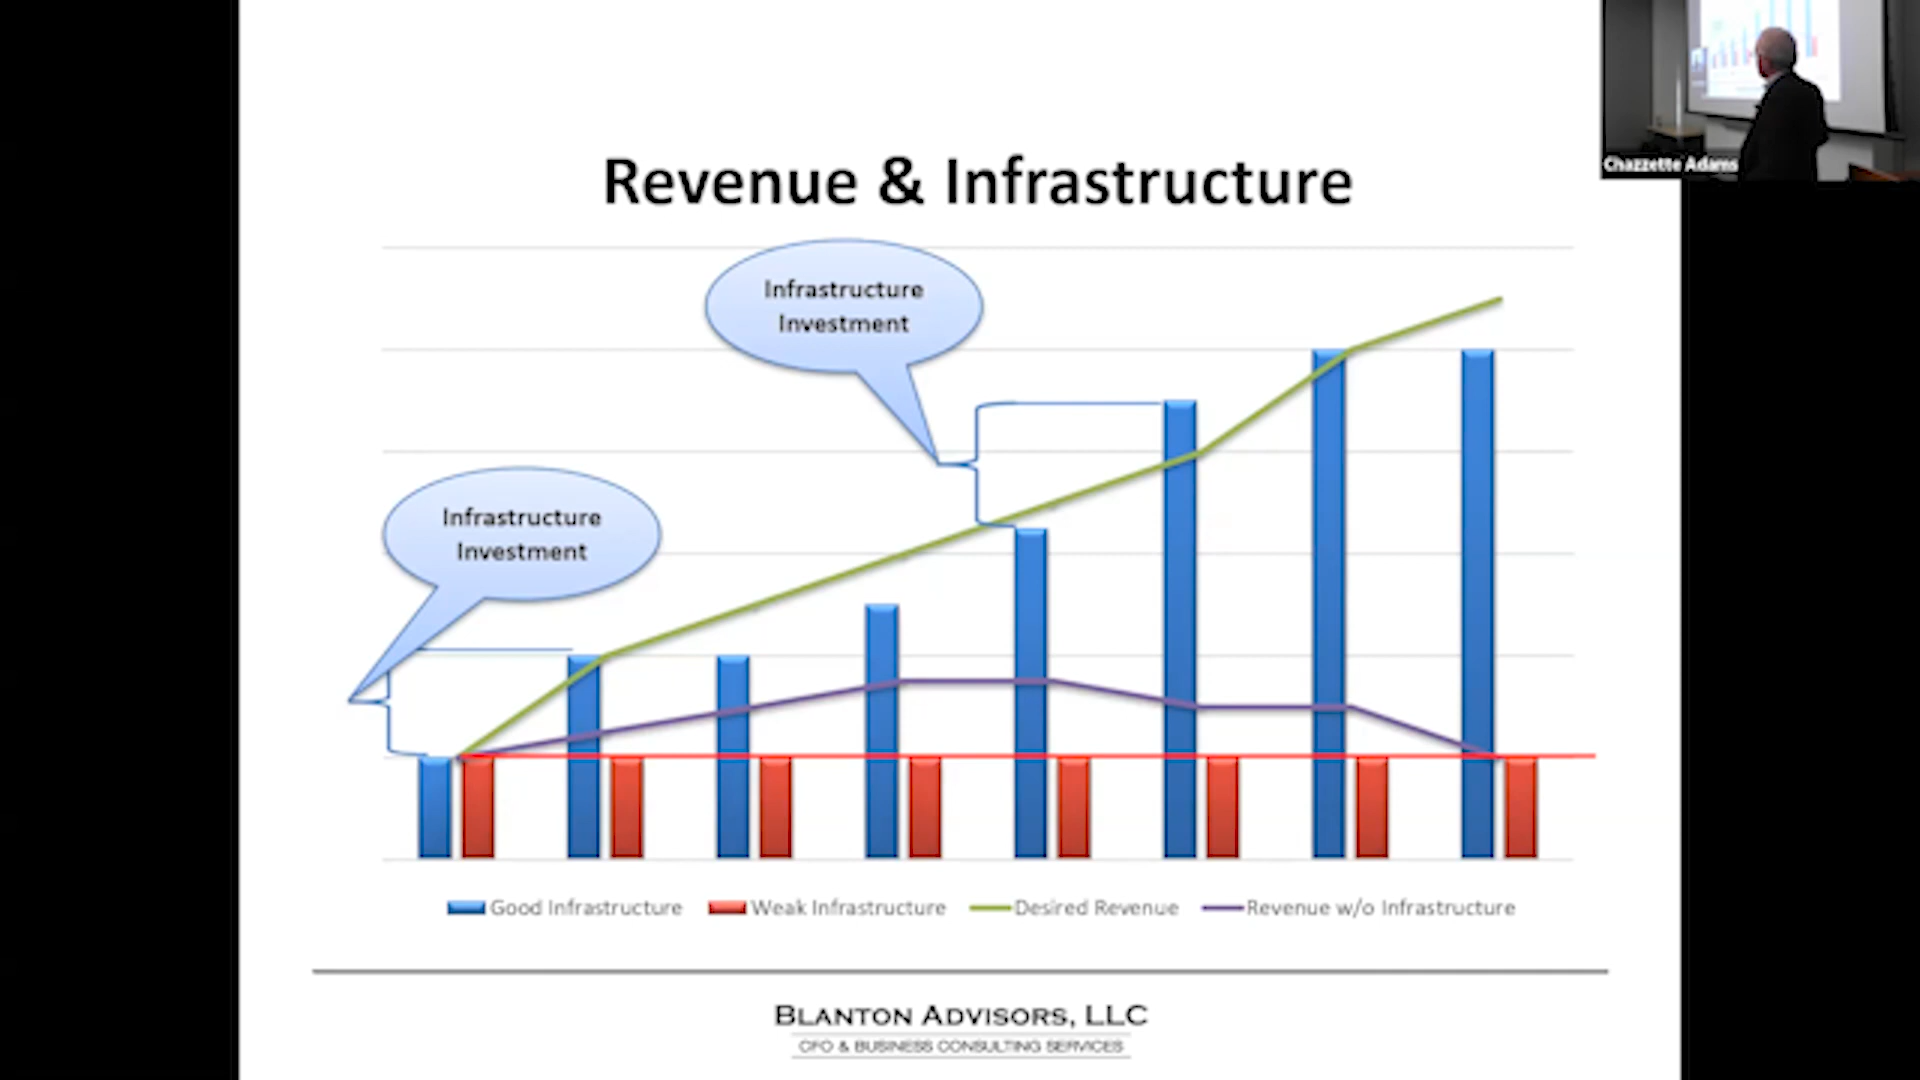 Chazzette Adams
Revenue & Infrastructure
Infrastructure
Investment
Infrastructure
Investment
Good Infrastructure
Weak Infrastructure
Desired Revenue
Revenue w/o Infrastructure
BLANTON ADVISORS, LLC
CFO & BUSINESS CONSULTING SERVICES